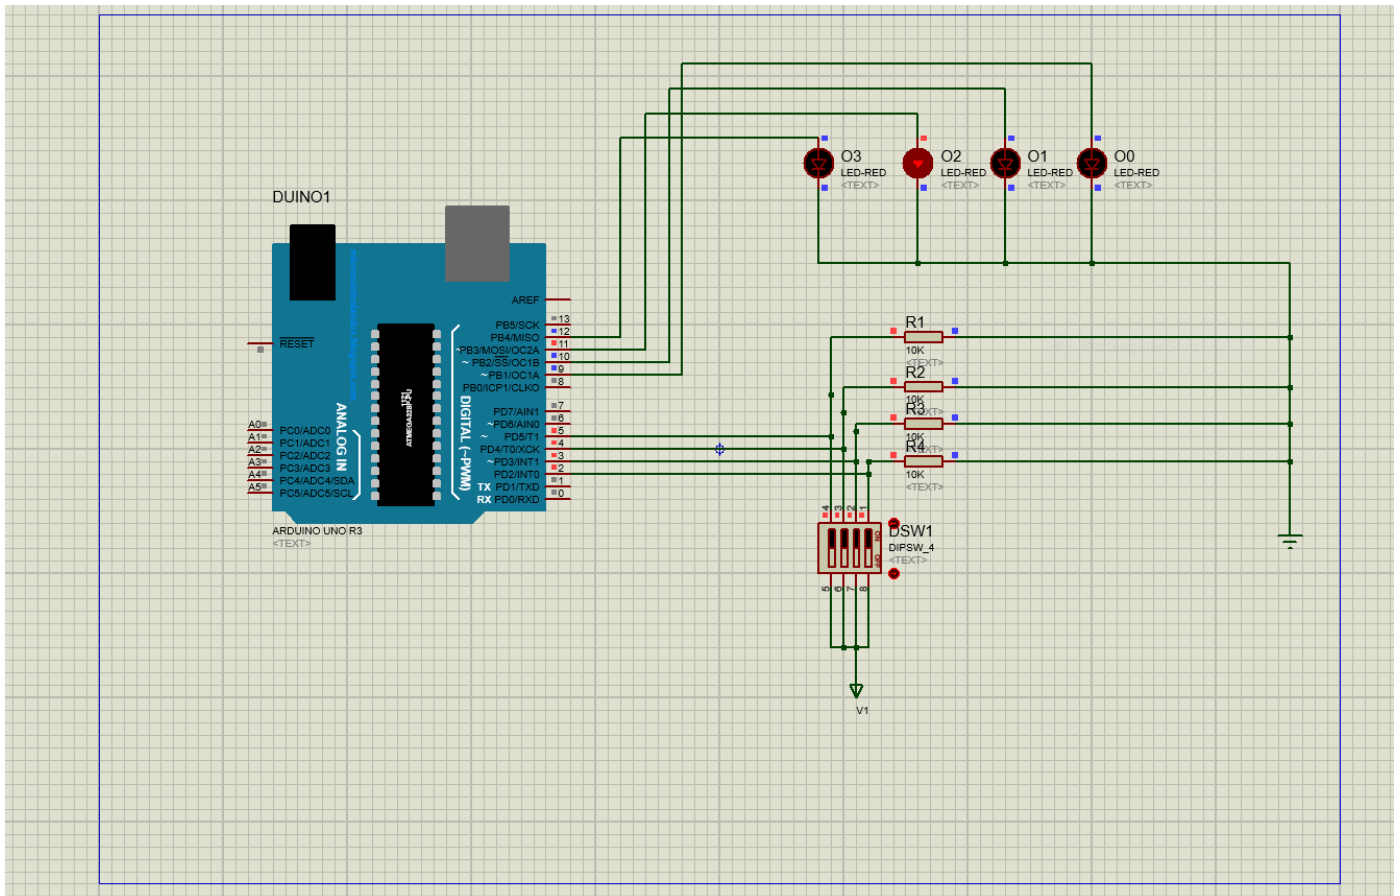 O3
LED-RED
<TEXT>
O2
LED-RED
<TEXT>
O1
LED-RED
<TEXT>
O0
LED-RED
<TEXT>
DUINO1
AREF
PB5/SCK 13
PB4/MISO 12
~PB3/MOSI/OC2A 11
~ PB2/SS/OC1B 10
~ PB1/OC1A 9
PB0/ICP1/CLKO 8
PD7/AIN1 7
~ PD6/AIN0 6
~ PD5/T1 5
PD4/T0/XCK 4
~ PD3/INT1 3
PD2/INT0 2
TX PD1/TXD 1
RX PD0/RXD 0
DIGITAL (~PWM)
RESET
ANALOG IN
A0 PC0/ADC0
A1 PC1/ADC1
A2 PC2/ADC2
A3 PC3/ADC3
A4 PC4/ADC4/SDA
A5 PC5/ADC5/SCL
ARDUINO UNO R3
<TEXT>
R1
10K
<TEXT>
R2
10K
<TEXT>
R3
10K
<TEXT>
R4
10K
<TEXT>
4 3 2 1
ON
OFF
DSW1
DIPSW_4
<TEXT>
5 6 7 8
V1